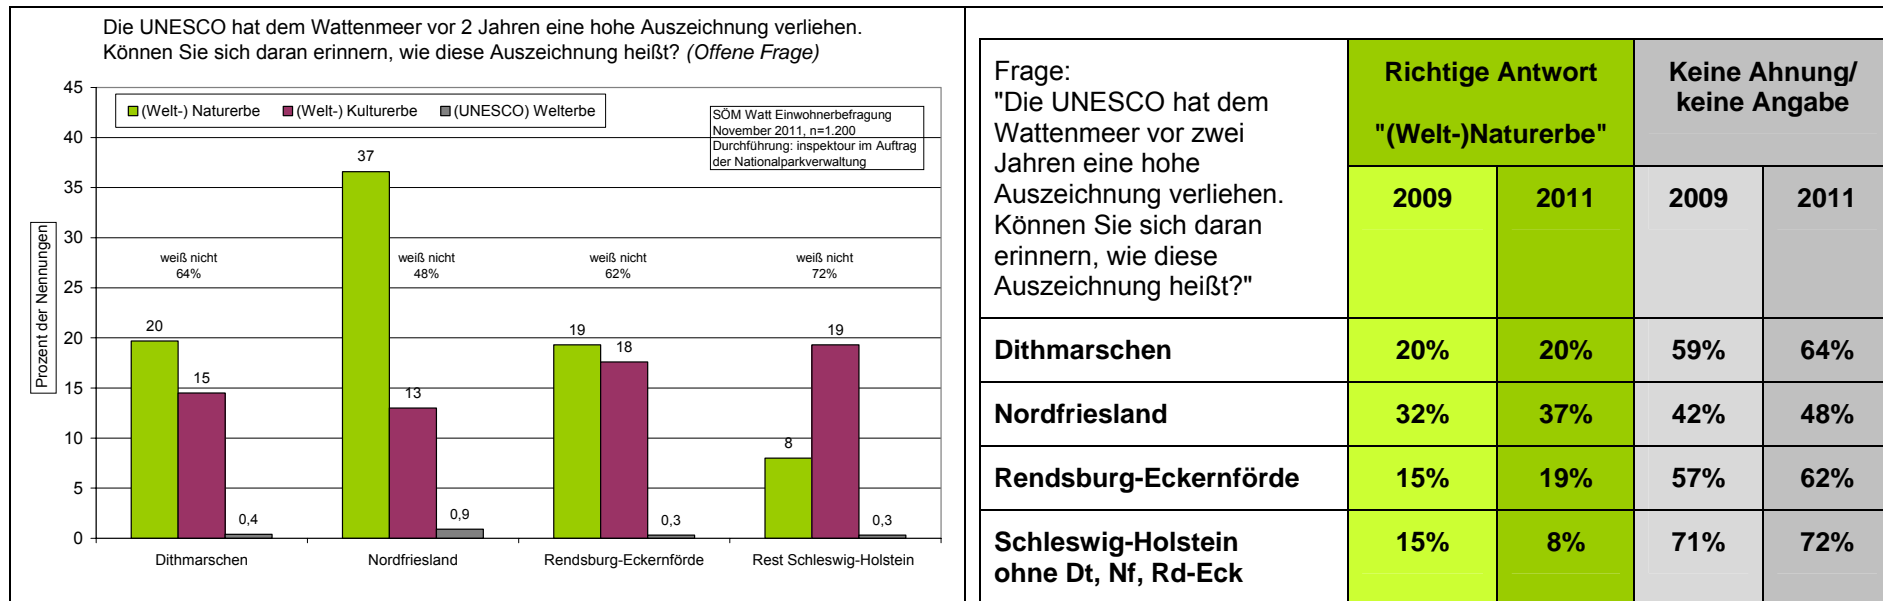 Die UNESCO hat dem Wattenmeer vor 2 Jahren eine hohe Auszeichnung verliehen.
Können Sie sich daran erinnern, wie diese Auszeichnung heißt? (Offene Frage)
Prozent der Nennungen
45
40
35
30
25
20
15
10
5
0
(Welt-) Naturerbe (Welt-) Kulturerbe (UNESCO) Welterbe
SÖM Watt Einwohnerbefragung
November 2011, n=1.200
Durchführung: inspektour im Auftrag
der Nationalparkverwaltung
weiß nicht
64%
weiß nicht
48%
weiß nicht
62%
weiß nicht
72%
20
15
0,4
37
13
0,9
19
18
0,3
8
19
0,3
Dithmarschen Nordfriesland Rendsburg-Eckernförde Rest Schleswig-Holstein
Frage:
"Die UNESCO hat dem
Wattenmeer vor zwei
Jahren eine hohe
Auszeichnung verliehen.
Können Sie sich daran
erinnern, wie diese
Auszeichnung heißt?"
Richtige Antwort
"(Welt-)Naturerbe"
Keine Ahnung/
keine Angabe
2009 2011 2009 2011
Dithmarschen 20% 20% 59% 64%
Nordfriesland 32% 37% 42% 48%
Rendsburg-Eckernförde 15% 19% 57% 62%
Schleswig-Holstein
ohne Dt, Nf, Rd-Eck
15% 8% 71% 72%